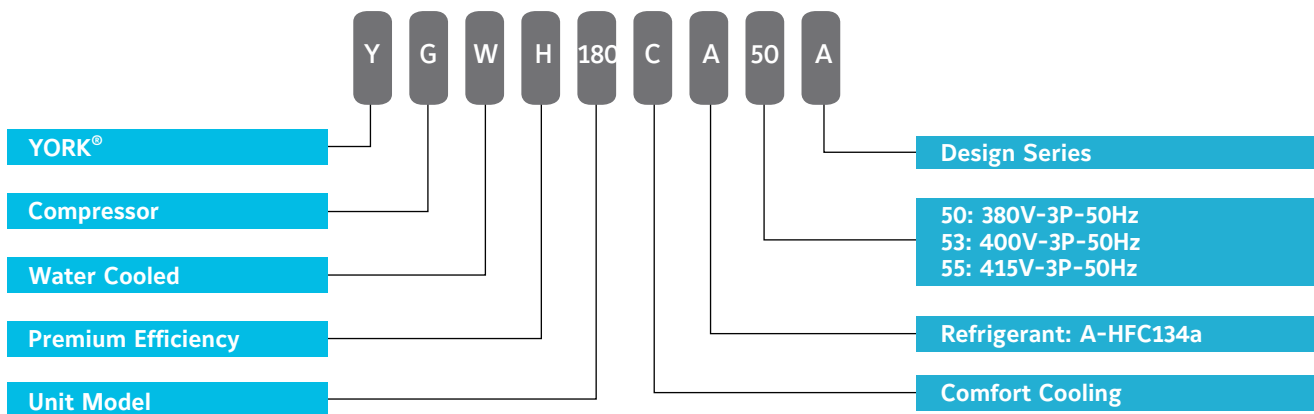 Y G W H 180 C A 50 A
YORK®
Compressor
Water Cooled
Premium Efficiency
Unit Model
Design Series
50: 380V-3P-50Hz
53: 400V-3P-50Hz
55: 415V-3P-50Hz
Refrigerant: A-HFC134a
Comfort Cooling